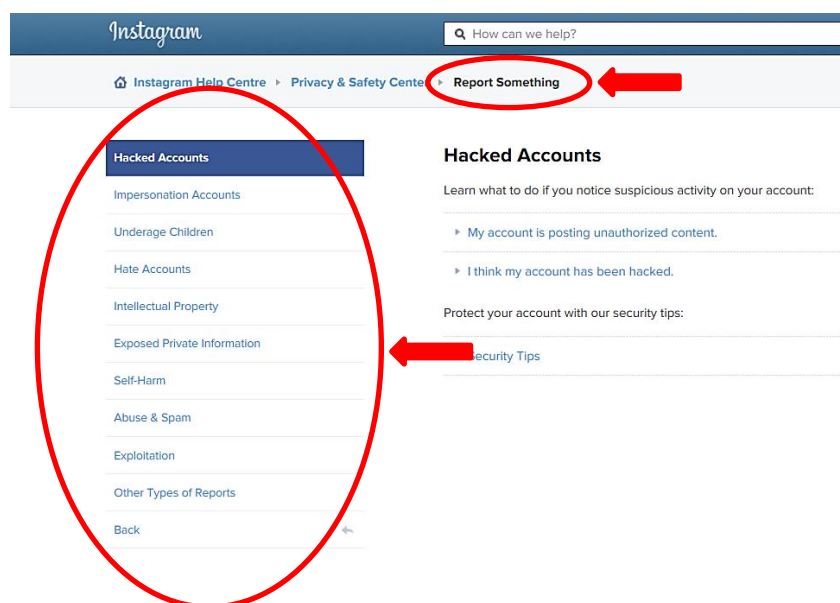 Instagram
How can we help?
Instagram Help Centre Privacy & Safety Cente Report Something
Hacked Accounts
Impersonation Accounts
Underage Children
Hate Accounts
Intellectual Property
Exposed Private Information
Self-Harm
Abuse & Spam
Exploitation
Other Types of Reports
Back
Hacked Accounts
Learn what to do if you notice suspicious activity on your account:
My account is posting unauthorized content.
I think my account has been hacked.
Protect your account with our security tips:
ecurity Tips